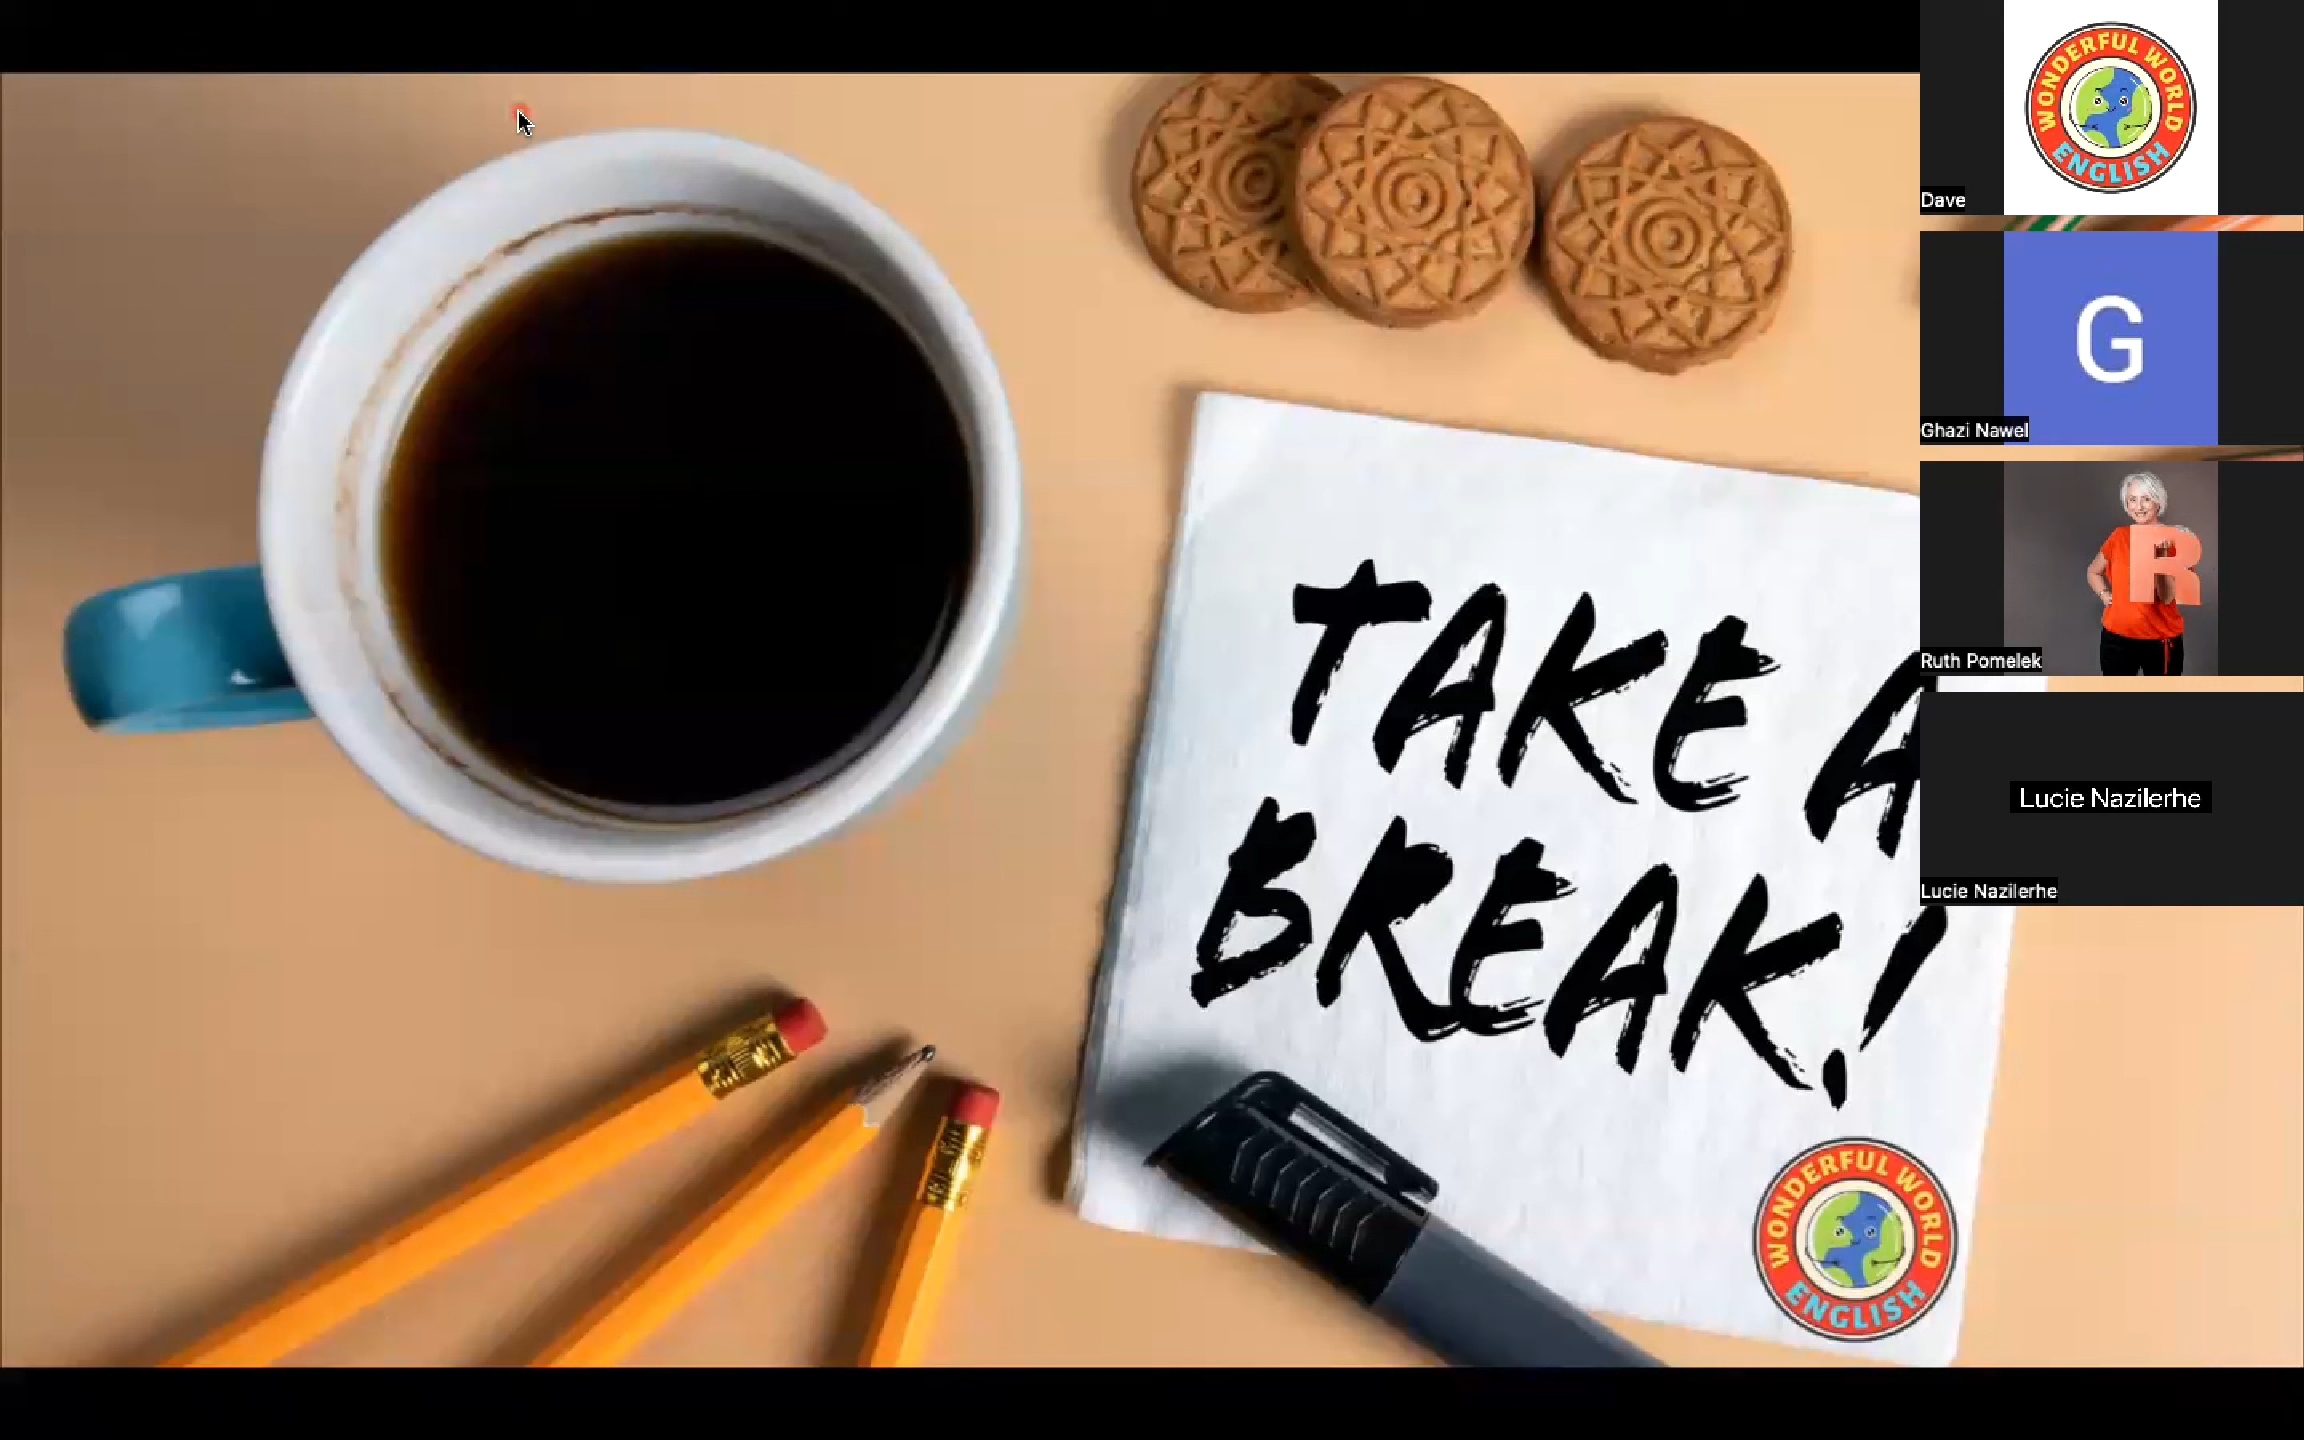 TAKE A
BREAK!
WONDERFUL WORLD
ENGLISH
WONDERFUL WORLD
ENGLISH
Dave
G
Ghazi Nawel
R
Ruth Pomelek
Lucie Nazilerhe
Lucie Nazilerhe